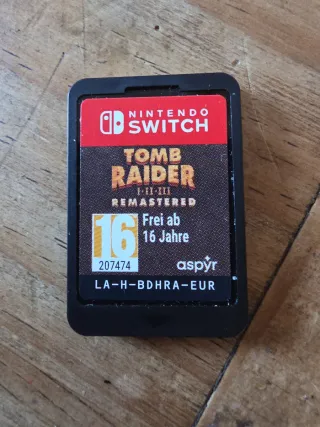 NINTENDO
SWITCH
TOMB
RAIDER
I·II·III
REMASTERED
16
Frei ab
16 Jahre
207474
aspyr
LA-H-BDHRA-EUR